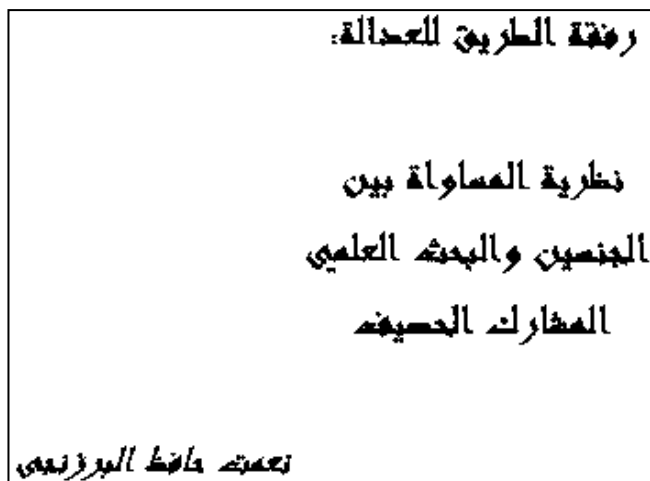 رفقة الطريق للعدالة:
نظرية المساواة بين
الجنسين والبحث العلمي
المشارك الحصيف
نعمت حافظ البرزنجي